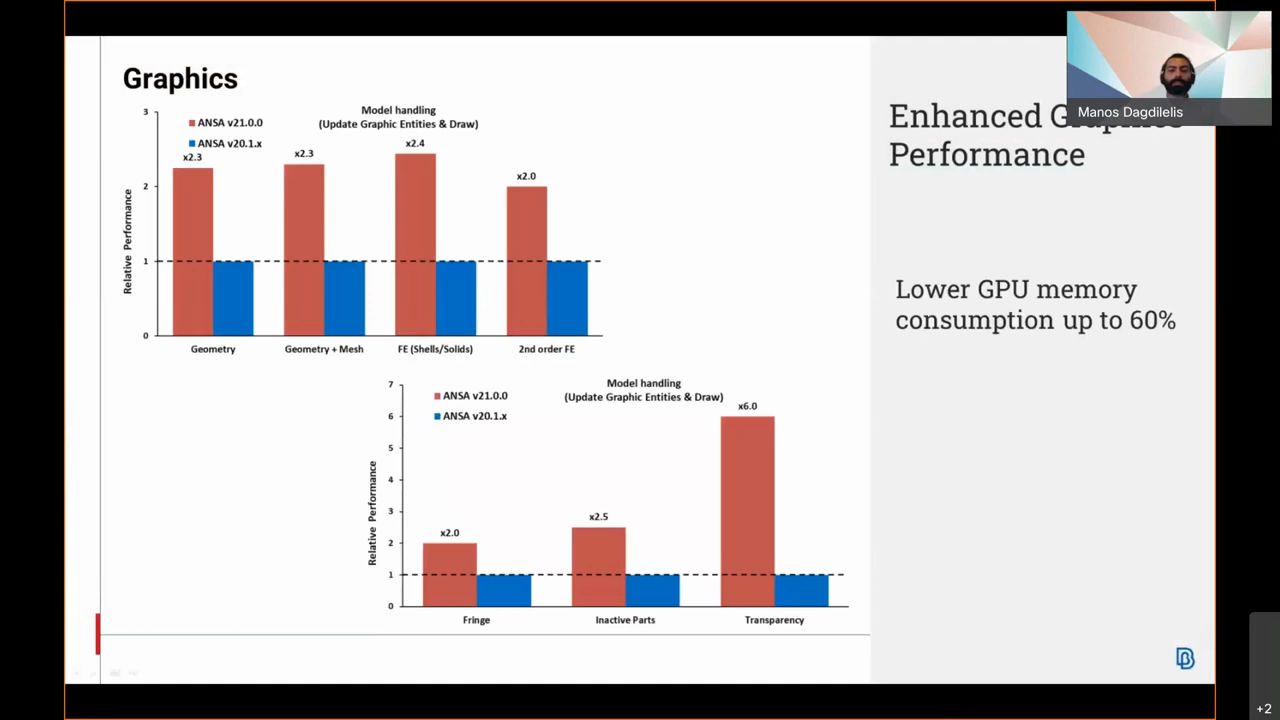 Graphics
Model handling
(Update Graphic Entities & Draw)
ANSA v21.0.0
ANSA v20.1.x
3
2
1
0
Relative Performance
x2.3
x2.3
x2.4
x2.0
Geometry
Geometry + Mesh
FE (Shells/Solids)
2nd order FE
Model handling
(Update Graphic Entities & Draw)
ANSA v21.0.0
ANSA v20.1.x
7
6
5
4
3
2
1
0
Relative Performance
x2.0
x2.5
x6.0
Fringe
Inactive Parts
Transparency
Manos Dagdilelis
Enhanced Graphics
Performance
Lower GPU memory
consumption up to 60%
+2